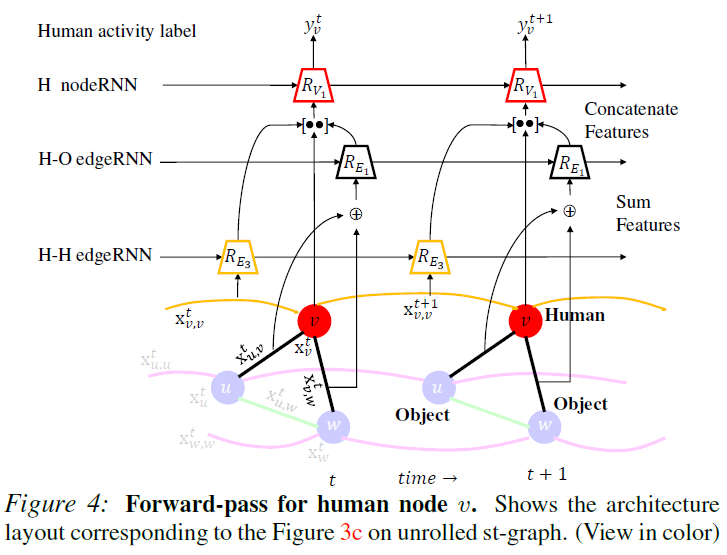 Human activity label
y_v^t
y_v^{t+1}
H nodeRNN
R_{V_1}
R_{V_1}
[••]
[••]
Concatenate
Features
H-O edgeRNN
R_{E_1}
R_{E_1}
⊕
⊕
Sum
Features
H-H edgeRNN
R_{E_3}
R_{E_3}
x_{v,v}^t
x_{v,v}^{t+1}
v
v
Human
x_{u,v}^t
x_v^t
x_{u,u}^t
x_{v,w}^t
u
u
x_u^t
x_{u,w}^t
Object
Object
w
w
x_{w,w}^t
x_w^t
t
time →
t + 1
Figure 4: Forward-pass for human node v. Shows the architecture
layout corresponding to the Figure 3c on unrolled st-graph. (View in color)